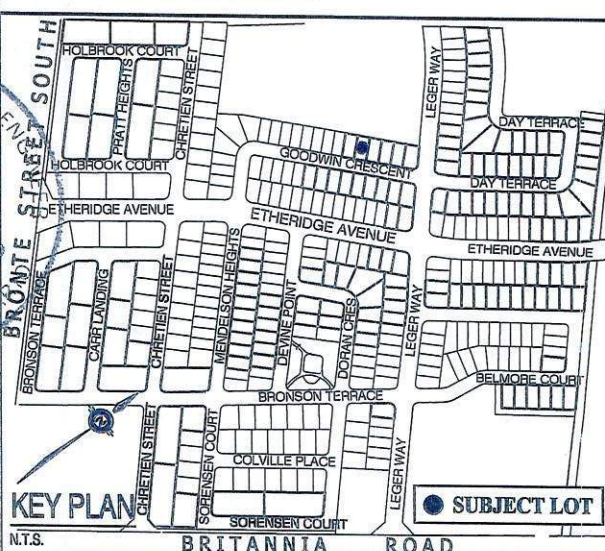 HOLBROOK COURT
BRONTE STREET SOUTH
PRATT HEIGHTS
CHRETIEN STREET
LEGER WAY
DAY TERRACE
GOODWIN CRESCENT
HOLBROOK COURT
DAY TERRACE
ETHERIDGE AVENUE
ETHERIDGE AVENUE
ETHERIDGE AVENUE
BRONSON TERRACE
CARR LANDING
CHRETIEN STREET
MENDELSON HEIGHTS
DEVINE POINT
DORAN CRES.
LEGER WAY
BELMORE COURT
BRONSON TERRACE
N
CHRETIEN STREET
SORENSEN COURT
COLVILLE PLACE
LEGER WAY
KEY PLAN
SUBJECT LOT
SORENSEN COURT
N.T.S.
BRITANNIA ROAD